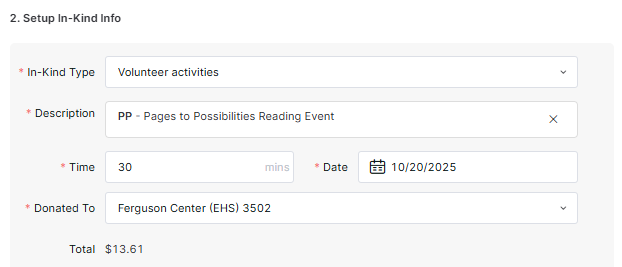 2. Setup In-Kind Info
* In-Kind Type Volunteer activities
* Description PP - Pages to Possibilities Reading Event
* Time 30 mins * Date 10/20/2025
* Donated To Ferguson Center (EHS) 3502
Total $13.61